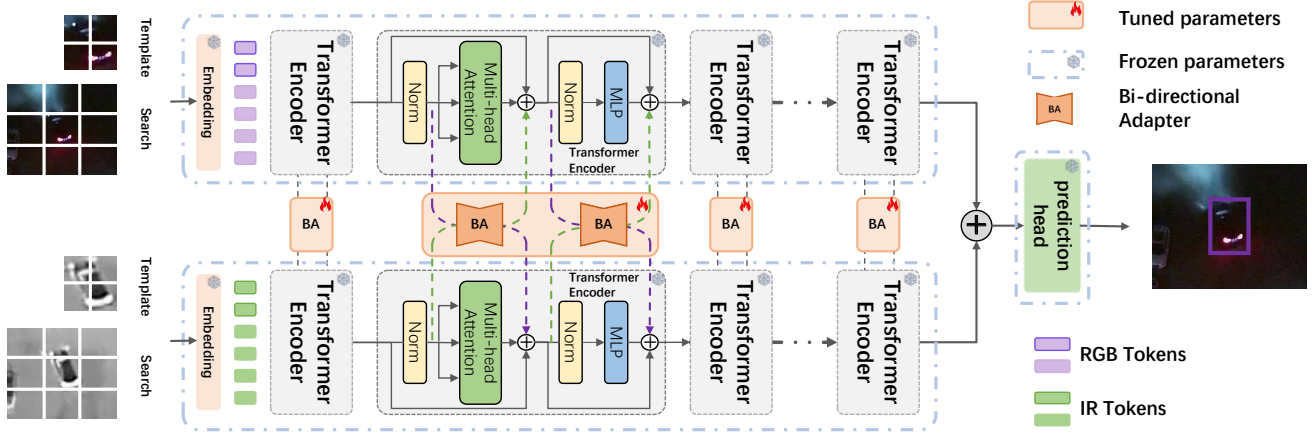 Template
Search
Embedding
Transformer
Encoder
Norm
Multi-head
Attention
Norm
MLP
Transformer
Encoder
Transformer
Encoder
Transformer
Encoder
BA
BA
BA
BA
BA
Template
Search
Embedding
Transformer
Encoder
Norm
Multi-head
Attention
Norm
MLP
Transformer
Encoder
Transformer
Encoder
Transformer
Encoder
prediction
head
Tuned parameters
Frozen parameters
BA
Bi-directional
Adapter
RGB Tokens
IR Tokens